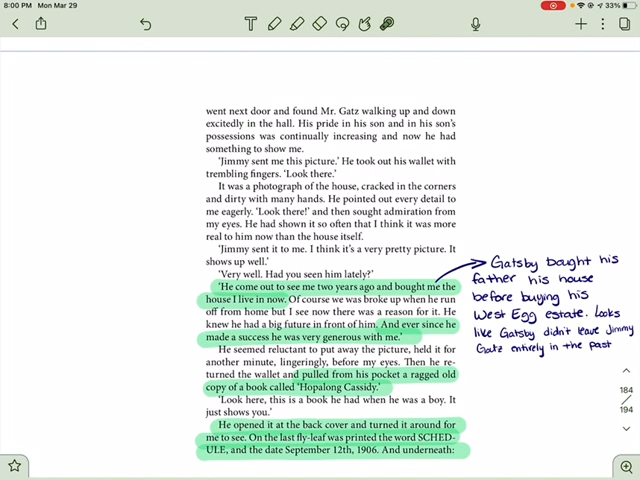 8:00 PM Mon Mar 29
33%
went next door and found Mr. Gatz walking up and down
excitedly in the hall. His pride in his son and in his son's
possessions was continually increasing and now he had
something to show me.
'Jimmy sent me this picture.' He took out his wallet with
trembling fingers. 'Look there.'
It was a photograph of the house, cracked in the corners
and dirty with many hands. He pointed out every detail to
me eagerly. 'Look there!' and then sought admiration from
my eyes. He had shown it so often that I think it was more
real to him now than the house itself.
'Jimmy sent it to me. I think it's a very pretty picture. It
shows up well.'
'Very well. Had you seen him lately?'
'He come out to see me two years ago and bought me the
house I live in now. Of course we was broke up when he run
off from home but I see now there was a reason for it. He
knew he had a big future in front of him. And ever since he
made a success he was very generous with me.'
He seemed reluctant to put away the picture, held it for
another minute, lingeringly, before my eyes. Then he re-
turned the wallet and pulled from his pocket a ragged old
copy of a book called 'Hopalong Cassidy.'
'Look here, this is a book he had when he was a boy. It
just shows you.'
He opened it at the back cover and turned it around for
me to see. On the last fly-leaf was printed the word SCHED-
ULE, and the date September 12th, 1906. And underneath:
Gatsby bought his
father his house
before buying his
West Egg estate. Looks
like Gatsby didn't leave Jimmy
Gatz entirely in the past
184
194